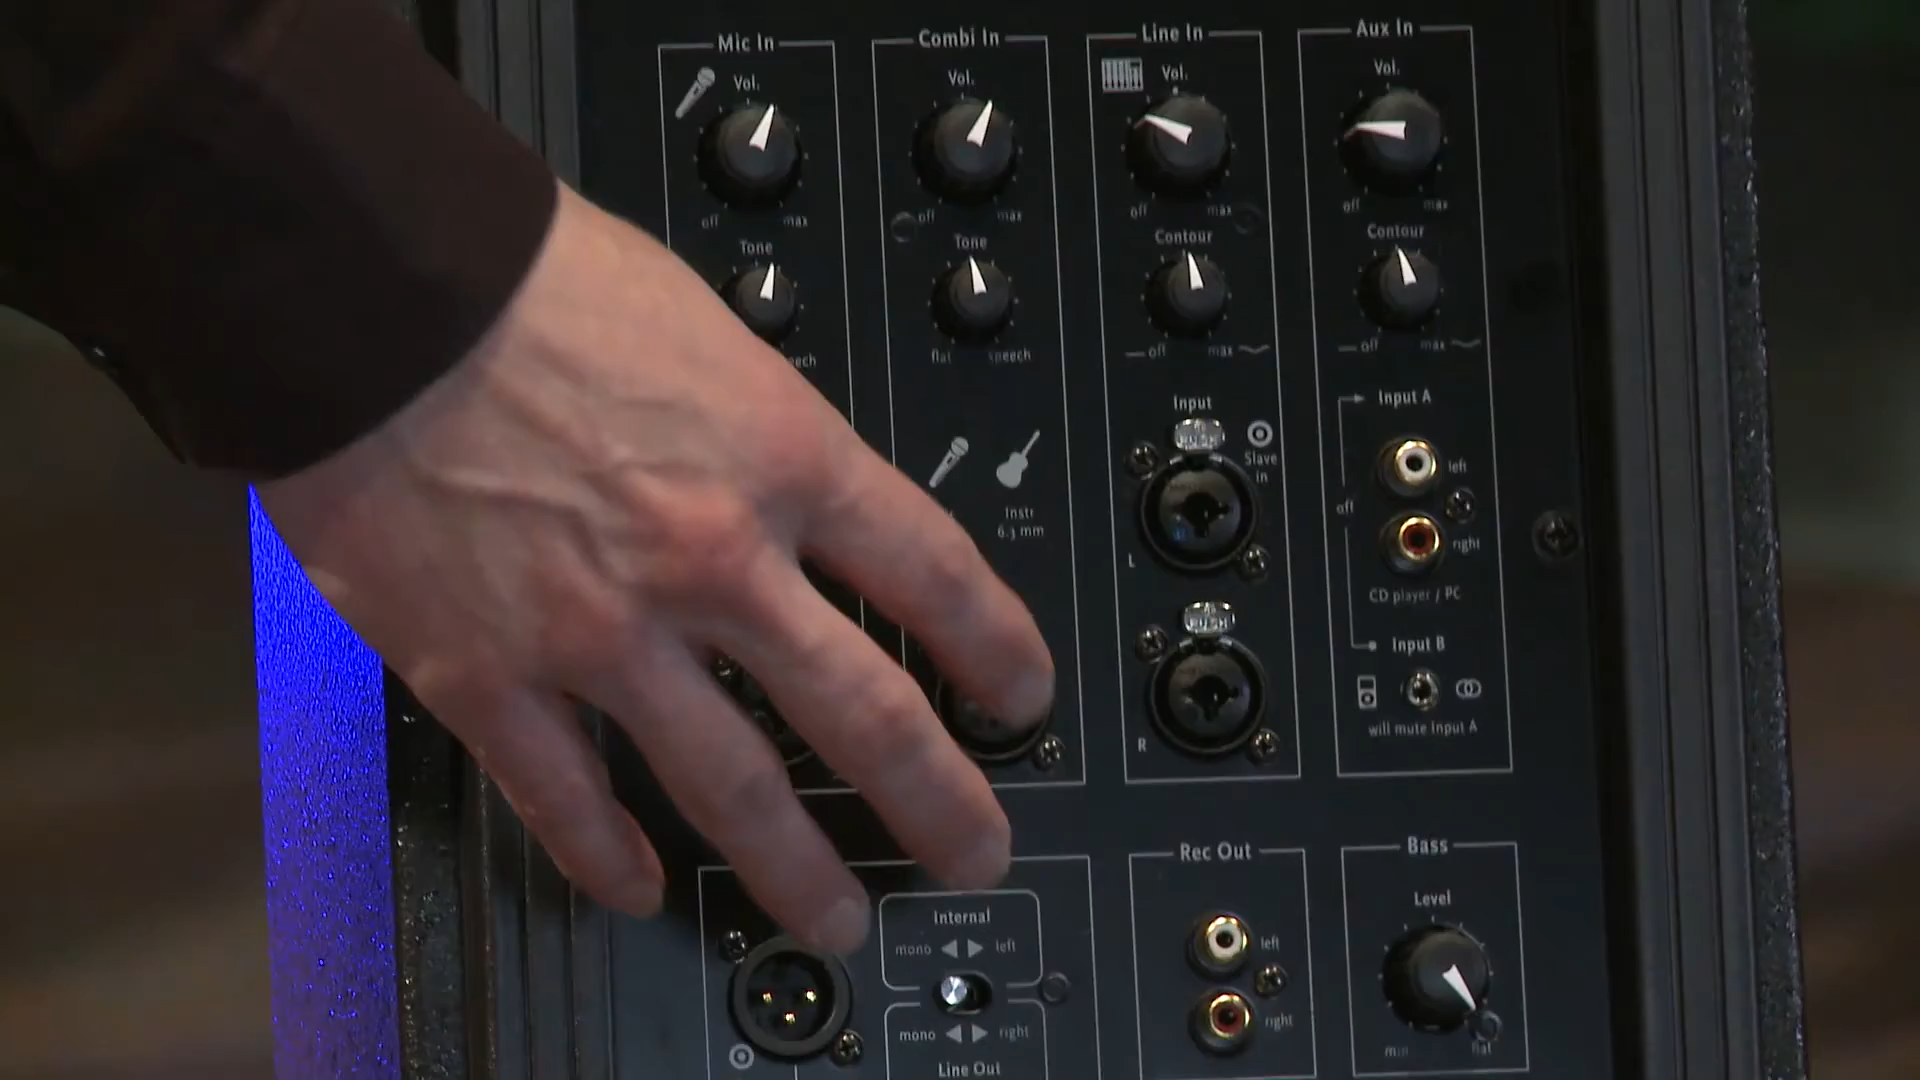 Mic In
Vol.
off max
Tone
eech
Combi In
Vol.
off max
Tone
flat speech
Instr
6.3 mm
Line In
Vol.
off max
Contour
off max
Input
PUSH
Slave
in
L
PUSH
R
Aux In
Vol.
off max
Contour
off max
Input A
left
off
right
CD player / PC
Input B
will mute Input A
Internal
mono left
mono right
Line Out
Rec Out
left
right
Bass
Level
min flat